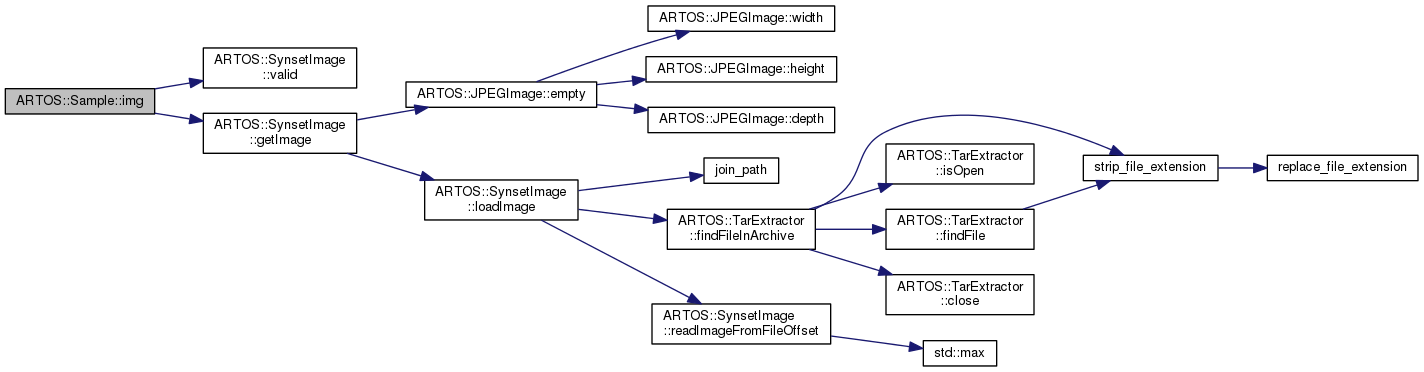 ARTOS::Sample::img
ARTOS::SynsetImage
::valid
ARTOS::SynsetImage
::getImage
ARTOS::JPEGImage::empty
ARTOS::SynsetImage
::loadImage
ARTOS::JPEGImage::width
ARTOS::JPEGImage::height
ARTOS::JPEGImage::depth
join_path
ARTOS::TarExtractor
::findFileInArchive
ARTOS::SynsetImage
::readImageFromFileOffset
ARTOS::TarExtractor
::isOpen
ARTOS::TarExtractor
::findFile
ARTOS::TarExtractor
::close
std::max
strip_file_extension
replace_file_extension